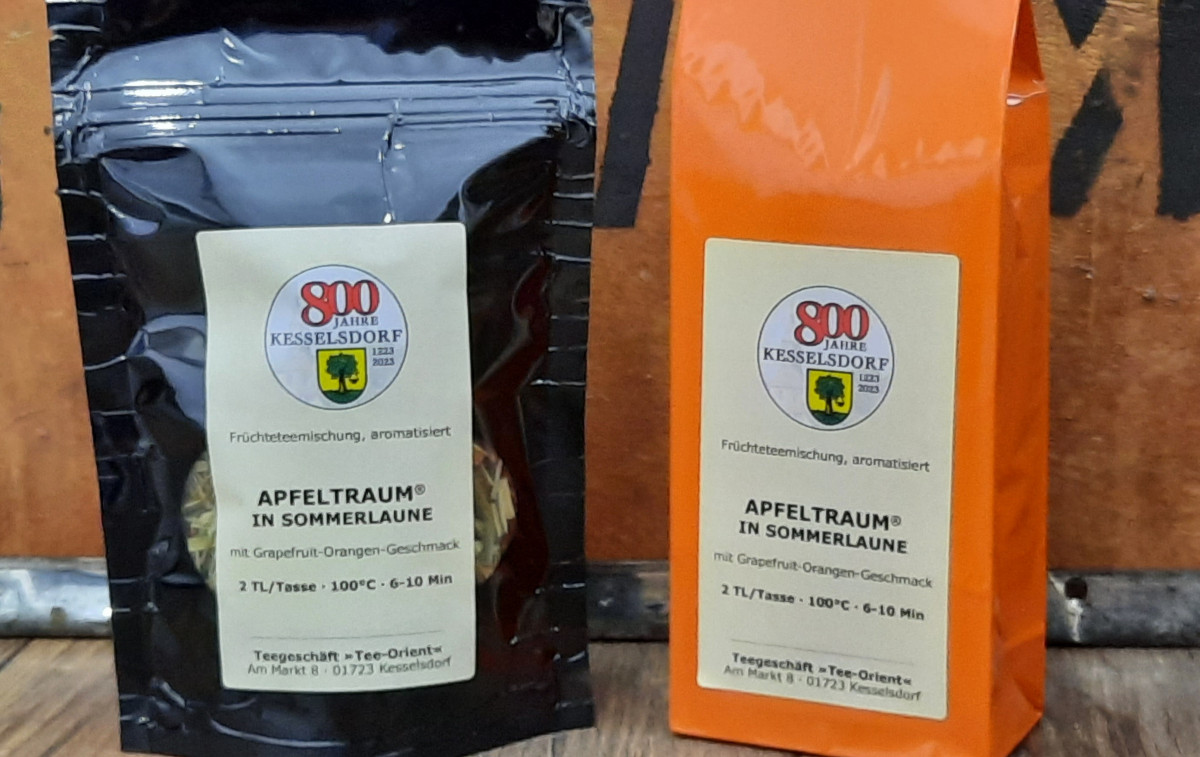 800
JAHRE
KESSELSDORF
1223
2023
Früchteteemischung, aromatisiert
APFELTRAUM®
IN SOMMERLAUNE
mit Grapefruit-Orangen-Geschmack
2 TL/Tasse · 100°C · 6-10 Min
Teegeschäft »Tee-Orient«
Am Markt 8 · 01723 Kesselsdorf
800
JAHRE
KESSELSDORF
1223
2023
Früchteteemischung, aromatisiert
APFELTRAUM®
IN SOMMERLAUNE
mit Grapefruit-Orangen-Geschmack
2 TL/Tasse · 100°C · 6-10 Min
Teegeschäft »Tee-Orient«
Am Markt 8 · 01723 Kesselsdorf